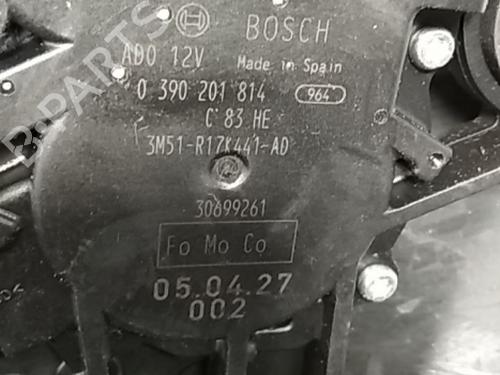 BOSCH
AD0 12V Made in Spain
0 390 201 814 964
C 83 HE
3M51-R17K441-AD
30699261
Fo Mo Co
05.04.27
002
B-PARTS